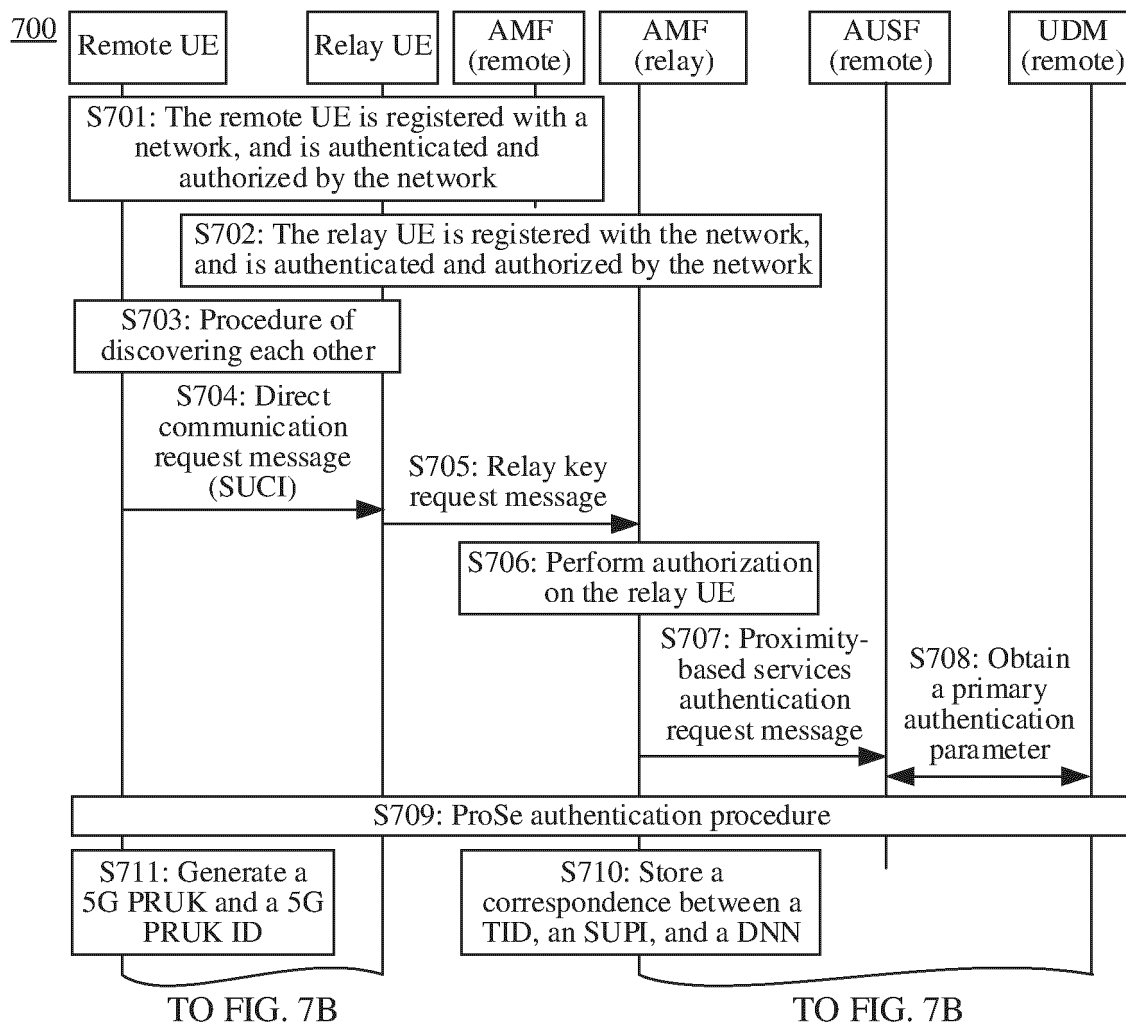 700
Remote UE
Relay UE
AMF
(remote)
AMF
(relay)
AUSF
(remote)
UDM
(remote)
S701: The remote UE is registered with a
network, and is authenticated and
authorized by the network
S702: The relay UE is registered with the network,
and is authenticated and authorized by the network
S703: Procedure of
discovering each other
S704: Direct
communication
request message
(SUCI)
S705: Relay key
request message
S706: Perform authorization
on the relay UE
S707: Proximity-
based services
authentication
request message
S708: Obtain
a primary
authentication
parameter
S709: ProSe authentication procedure
S711: Generate a
5G PRUK and a 5G
PRUK ID
S710: Store a
correspondence between a
TID, an SUPI, and a DNN
TO FIG. 7B
TO FIG. 7B